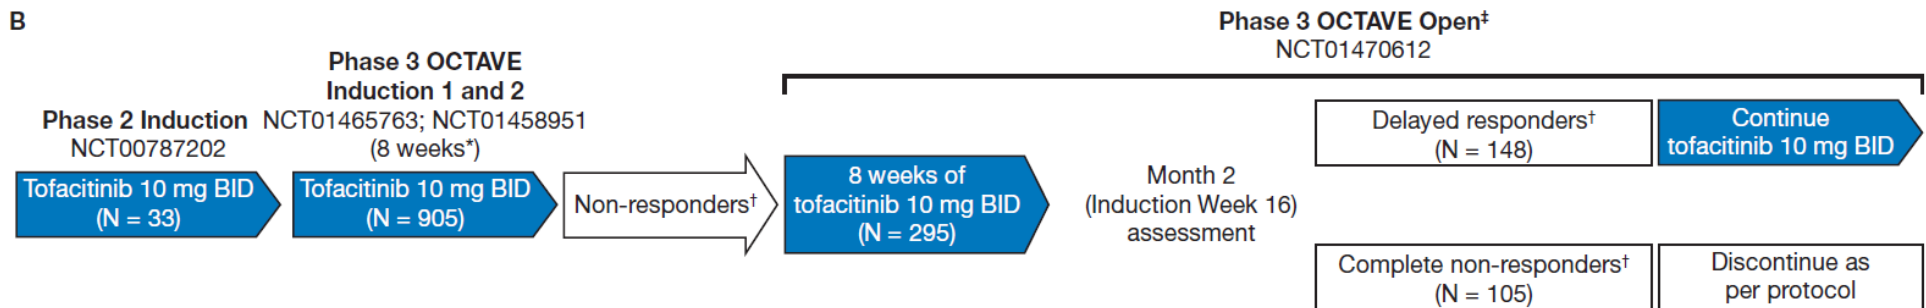 B
Phase 3 OCTAVE Open‡
NCT01470612
Phase 3 OCTAVE
Induction 1 and 2
NCT01465763; NCT01458951
(8 weeks*)
Phase 2 Induction
NCT00787202
Tofacitinib 10 mg BID
(N = 33)
Tofacitinib 10 mg BID
(N = 905)
Non-responders†
8 weeks of
tofacitinib 10 mg BID
(N = 295)
Month 2
(Induction Week 16)
assessment
Delayed responders†
(N = 148)
Continue
tofacitinib 10 mg BID
Complete non-responders†
(N = 105)
Discontinue as
per protocol